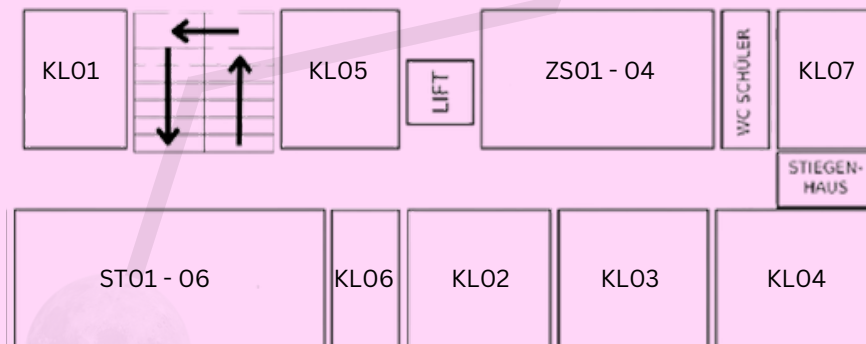 KL01
KL05
LIFT
ZS01 - 04
WC SCHÜLER
KL07
STIEGEN-
HAUS
ST01 - 06
KL06
KL02
KL03
KL04